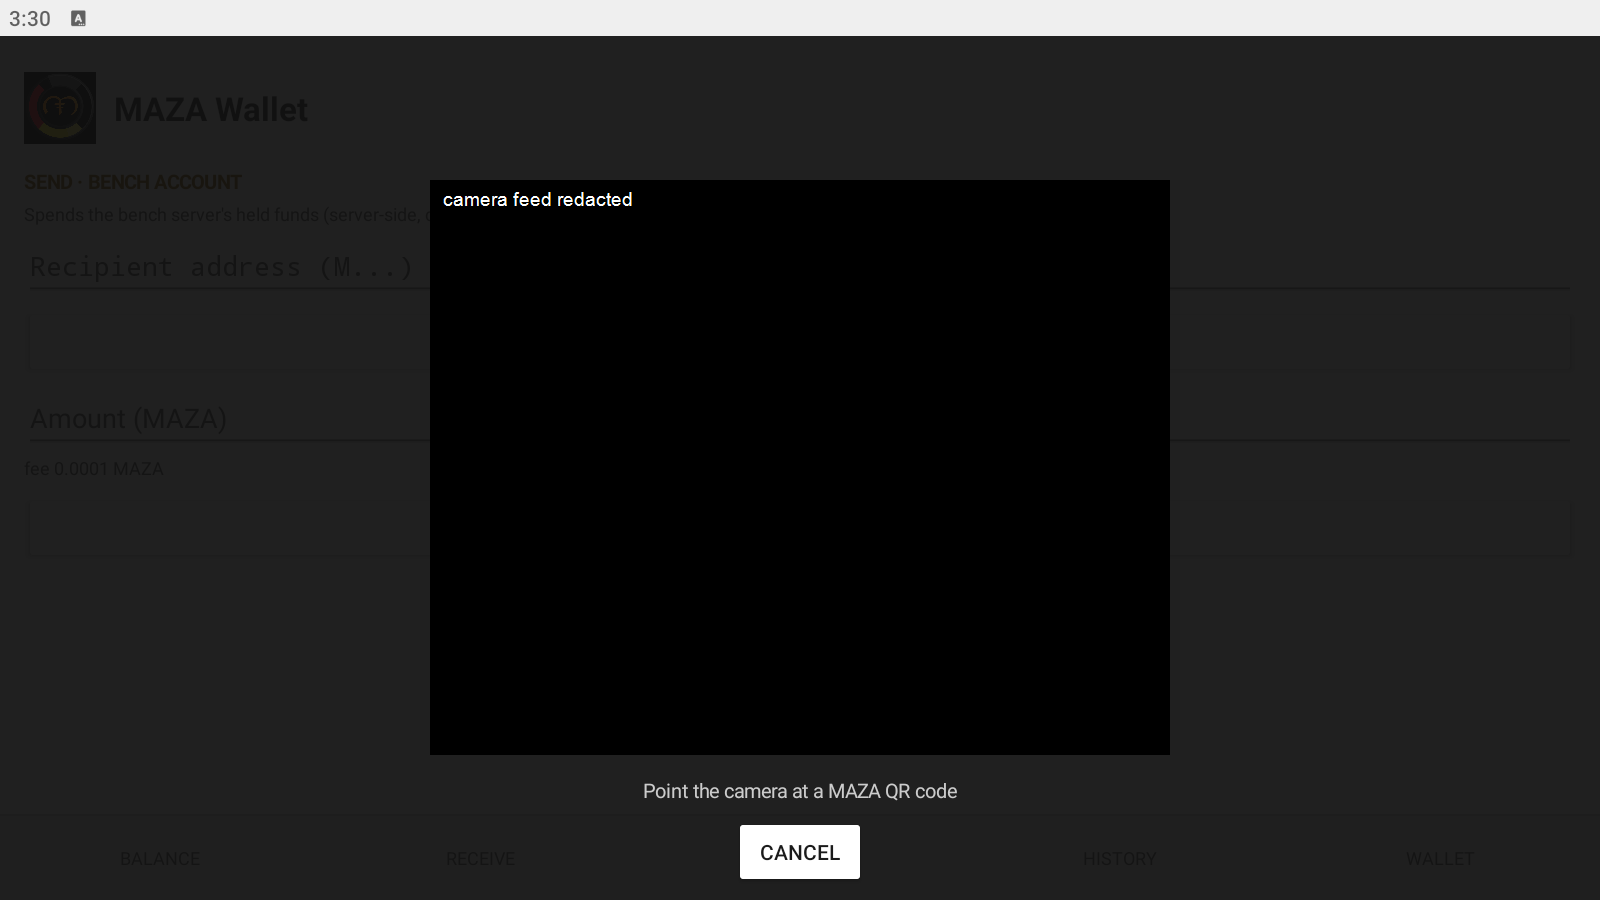 3:30
MAZA Wallet
SEND · BENCH ACCOUNT
Spends the bench server's held funds (server-side,
camera feed redacted
Recipient address (M...)
Amount (MAZA)
fee 0.0001 MAZA
Point the camera at a MAZA QR code
CANCEL
BALANCE
RECEIVE
HISTORY
WALLET